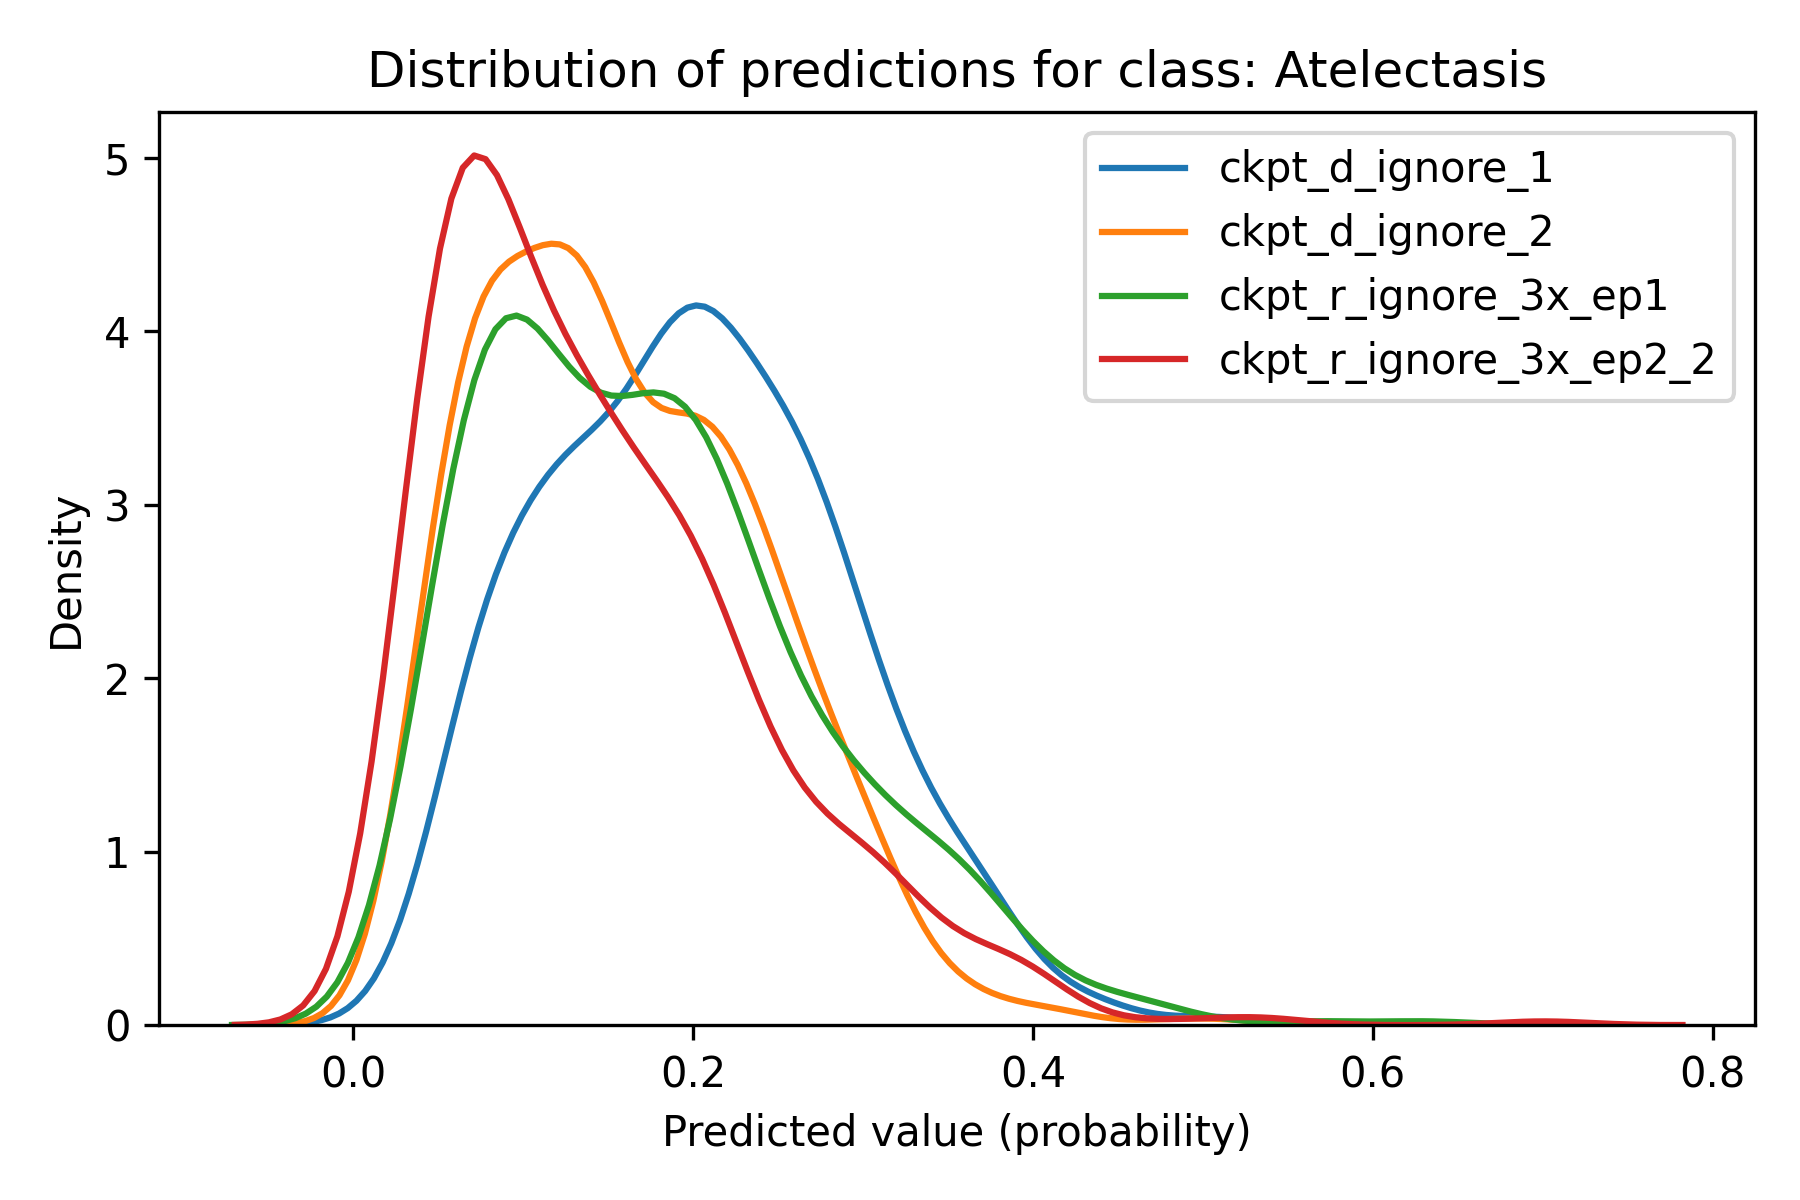 Distribution of predictions for class: Atelectasis
ckpt_d_ignore_1
ckpt_d_ignore_2
ckpt_r_ignore_3x_ep1
ckpt_r_ignore_3x_ep2_2
Density
5
4
3
2
1
0
0.0 0.2 0.4 0.6 0.8
Predicted value (probability)